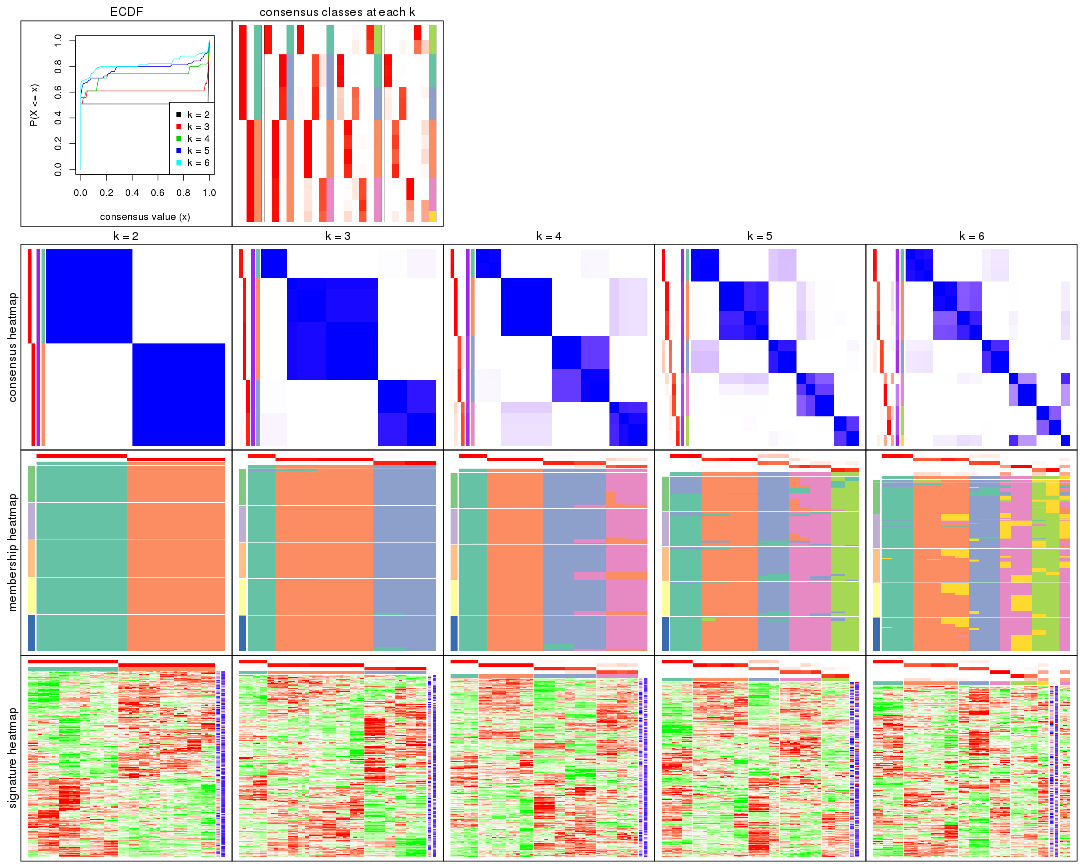 ECDF
consensus classes at each k
P(X <= x)
0.0 0.2 0.4 0.6 0.8 1.0
k = 2
k = 3
k = 4
k = 5
k = 6
0.0 0.2 0.4 0.6 0.8 1.0
consensus value (x)
k = 2
k = 3
k = 4
k = 5
k = 6
consensus heatmap
membership heatmap
signature heatmap